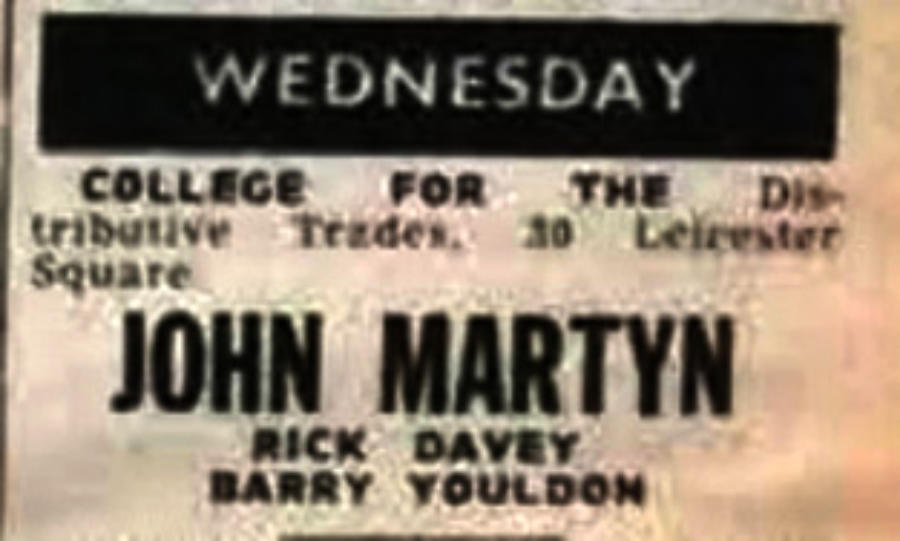 WEDNESDAY
COLLEGE FOR THE Dis-
tributive Trades, 30 Leicester
Square
JOHN MARTYN
RICK DAVEY
BARRY YOULDON